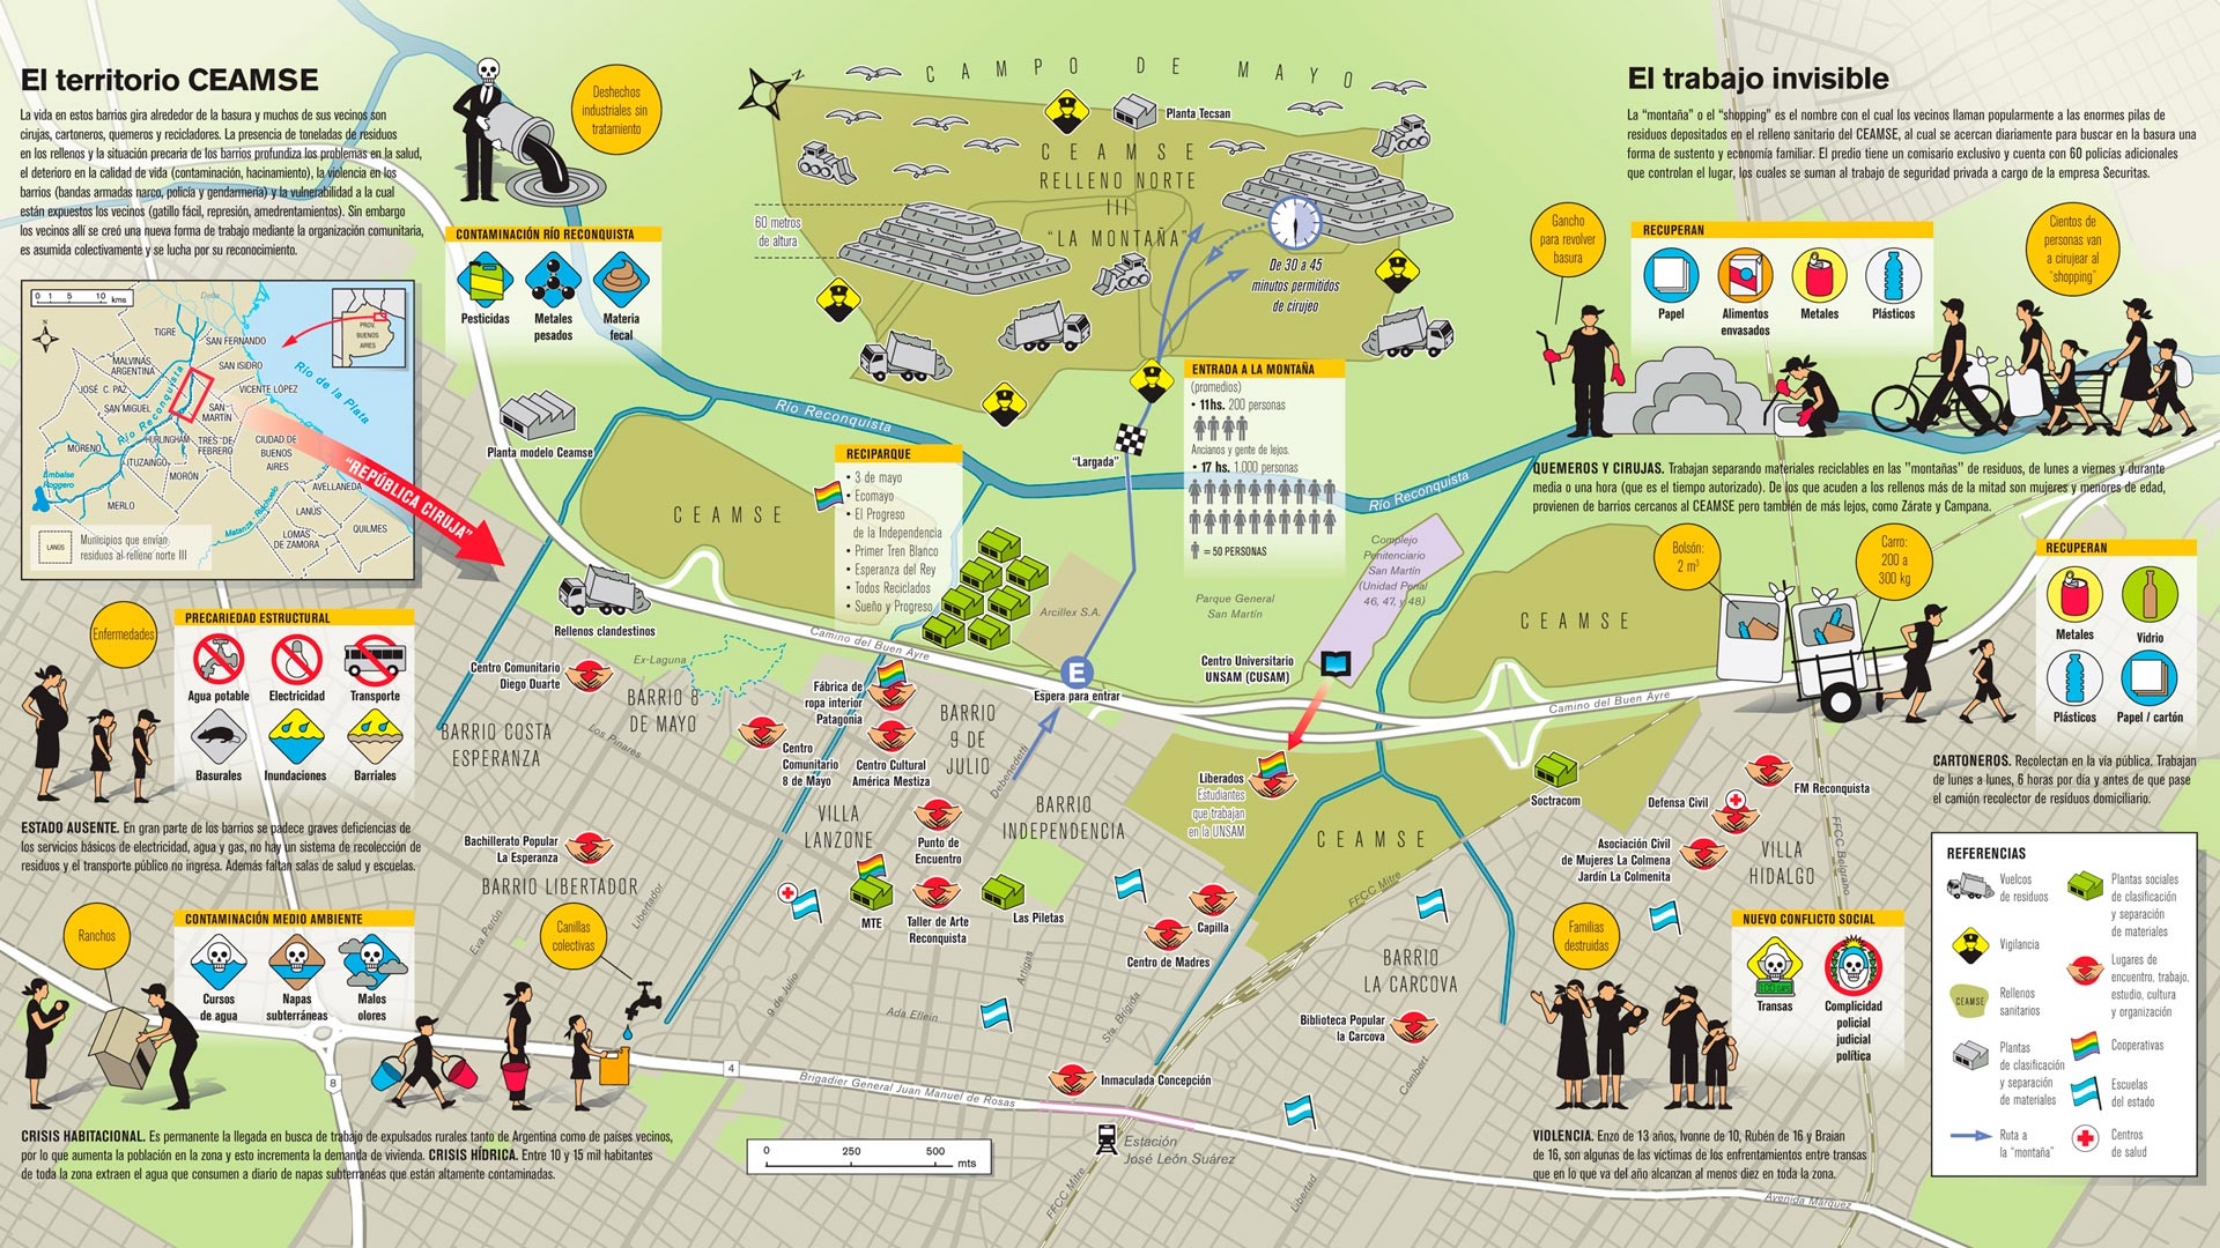 El territorio CEAMSE
La vida en estos barrios gira alrededor de la basura y muchos de sus vecinos son
cirujas, cartoneros, quemeros y recicladores. La presencia de toneladas de residuos
en los rellenos y la situación precaria de los barrios profundiza los problemas en la salud,
el deterioro en la calidad de vida (contaminación, hacinamiento), la violencia en los
barrios (bandas armadas narco, policía y gendarmería) y la vulnerabilidad a la cual
están expuestos los vecinos (gatillo fácil, represión, amedrentamientos). Sin embargo
los vecinos allí se creó una nueva forma de trabajo mediante la organización comunitaria,
es asumida colectivamente y se lucha por su reconocimiento.
Deshechos
industriales sin
tratamiento
CONTAMINACIÓN RÍO RECONQUISTA
Pesticidas
Metales
pesados
Materia
fecal
0 1 5 10 kms
N
Delta
PROV.
BUENOS
AIRES
TIGRE
SAN FERNANDO
MALVINAS
ARGENTINA
SAN ISIDRO
JOSÉ C. PAZ
VICENTE LÓPEZ
SAN MIGUEL
SAN
MARTÍN
Río de la Plata
Río Reconquista
MORENO
HURLINGHAM
TRES DE
FEBRERO
CIUDAD DE
BUENOS
AIRES
ITUZAINGÓ
MORÓN
Embalse
Roggero
MERLO
AVELLANEDA
LANÚS
Matanza - Riachuelo
LOMAS
DE ZAMORA
QUILMES
LANÚS
Municipios que envían
residuos al relleno norte III
"REPÚBLICA CIRUJA"
Enfermedades
PRECARIEDAD ESTRUCTURAL
Agua potable
Electricidad
Transporte
Basurales
Inundaciones
Barriales
ESTADO AUSENTE. En gran parte de los barrios se padece graves deficiencias de
los servicios básicos de electricidad, agua y gas, no hay un sistema de recolección de
residuos y el transporte público no ingresa. Además faltan salas de salud y escuelas.
Ranchos
CONTAMINACIÓN MEDIO AMBIENTE
Cursos
de agua
Napas
subterráneas
Malos
olores
Canillas
colectivas
8
4
CRISIS HABITACIONAL. Es permanente la llegada en busca de trabajo de expulsados rurales tanto de Argentina como de países vecinos,
por lo que aumenta la población en la zona y esto incrementa la demanda de vivienda. CRISIS HÍDRICA. Entre 10 y 15 mil habitantes
de toda la zona extraen el agua que consumen a diario de napas subterráneas que están altamente contaminadas.
N
CAMPO DE MAYO
Planta Tecsan
CEAMSE
RELLENO NORTE
III
"LA MONTAÑA"
60 metros
de altura
De 30 a 45
minutos permitidos
de cirujeo
ENTRADA A LA MONTAÑA
(promedios)
• 11hs. 200 personas
Ancianos y gente de lejos.
• 17 hs. 1.000 personas
= 50 PERSONAS
"Largada"
Río Reconquista
Río Reconquista
Planta modelo Ceamse
CEAMSE
RECIPARQUE
• 3 de mayo
• Ecomayo
• El Progreso
de la Independencia
• Primer Tren Blanco
• Esperanza del Rey
• Todos Reciclados
• Sueño y Progreso
Arcillex S.A.
Parque General
San Martín
Complejo
Penitenciario
San Martín
(Unidad Penal
46, 47, y 48)
CEAMSE
Rellenos clandestinos
Camino del Buen Ayre
Camino del Buen Ayre
Ex-Laguna
Centro Comunitario
Diego Duarte
BARRIO 8
DE MAYO
Fábrica de
ropa interior
Patagonia
E
Espera para entrar
Centro Universitario
UNSAM (CUSAM)
BARRIO COSTA
ESPERANZA
Los Pinares
Centro
Comunitario
8 de Mayo
Centro Cultural
América Mestiza
BARRIO
9 DE
JULIO
Debenedetti
Liberados
Estudiantes
que trabajan
en la UNSAM
Soctracom
VILLA
LANZONE
Punto de
Encuentro
BARRIO
INDEPENDENCIA
CEAMSE
Bachillerato Popular
La Esperanza
BARRIO LIBERTADOR
Eva Perón
Libertador
MTE
Taller de Arte
Reconquista
Las Piletas
Capilla
Centro de Madres
FFCC Mitre
BARRIO
LA CARCOVA
9 de Julio
Ada Elflein
Artigas
Sta. Brígida
Biblioteca Popular
la Carcova
Combert
Brigadier General Juan Manuel de Rosas
Inmaculada Concepción
0 250 500 mts
Estación
José León Suárez
FFCC Mitre
Libertad
Avenida Márquez
El trabajo invisible
La "montaña" o el "shopping" es el nombre con el cual los vecinos llaman popularmente a las enormes pilas de
residuos depositados en el relleno sanitario del CEAMSE, al cual se acercan diariamente para buscar en la basura una
forma de sustento y economía familiar. El predio tiene un comisario exclusivo y cuenta con 60 policías adicionales
que controlan el lugar, los cuales se suman al trabajo de seguridad privada a cargo de la empresa Securitas.
Gancho
para revolver
basura
RECUPERAN
Papel
Alimentos
envasados
Metales
Plásticos
Cientos de
personas van
a cirujear al
"shopping"
QUEMEROS Y CIRUJAS. Trabajan separando materiales reciclables en las "montañas" de residuos, de lunes a viernes y durante
media o una hora (que es el tiempo autorizado). De los que acuden a los rellenos más de la mitad son mujeres y menores de edad,
provienen de barrios cercanos al CEAMSE pero también de más lejos, como Zárate y Campana.
Bolsón:
2 m³
Carro:
200 a
300 kg
RECUPERAN
Metales
Vidrio
Plásticos
Papel / cartón
CARTONEROS. Recolectan en la vía pública. Trabajan
de lunes a lunes, 6 horas por día y antes de que pase
el camión recolector de residuos domiciliario.
Defensa Civil
FM Reconquista
FFCC Belgrano
Asociación Civil
de Mujeres La Colmena
Jardín La Colmenita
VILLA
HIDALGO
Familias
destruidas
NUEVO CONFLICTO SOCIAL
Transas
Complicidad
policial
judicial
política
VIOLENCIA. Enzo de 13 años, Ivonne de 10, Rubén de 16 y Braian
de 16, son algunas de las víctimas de los enfrentamientos entre transas
que en lo que va del año alcanzan al menos diez en toda la zona.
REFERENCIAS
Vuelcos
de residuos
Vigilancia
CEAMSE
Rellenos
sanitarios
Plantas
de clasificación
y separación
de materiales
Ruta a
la "montaña"
Plantas sociales
de clasificación
y separación
de materiales
Lugares de
encuentro, trabajo,
estudio, cultura
y organización
Cooperativas
Escuelas
del estado
Centros
de salud